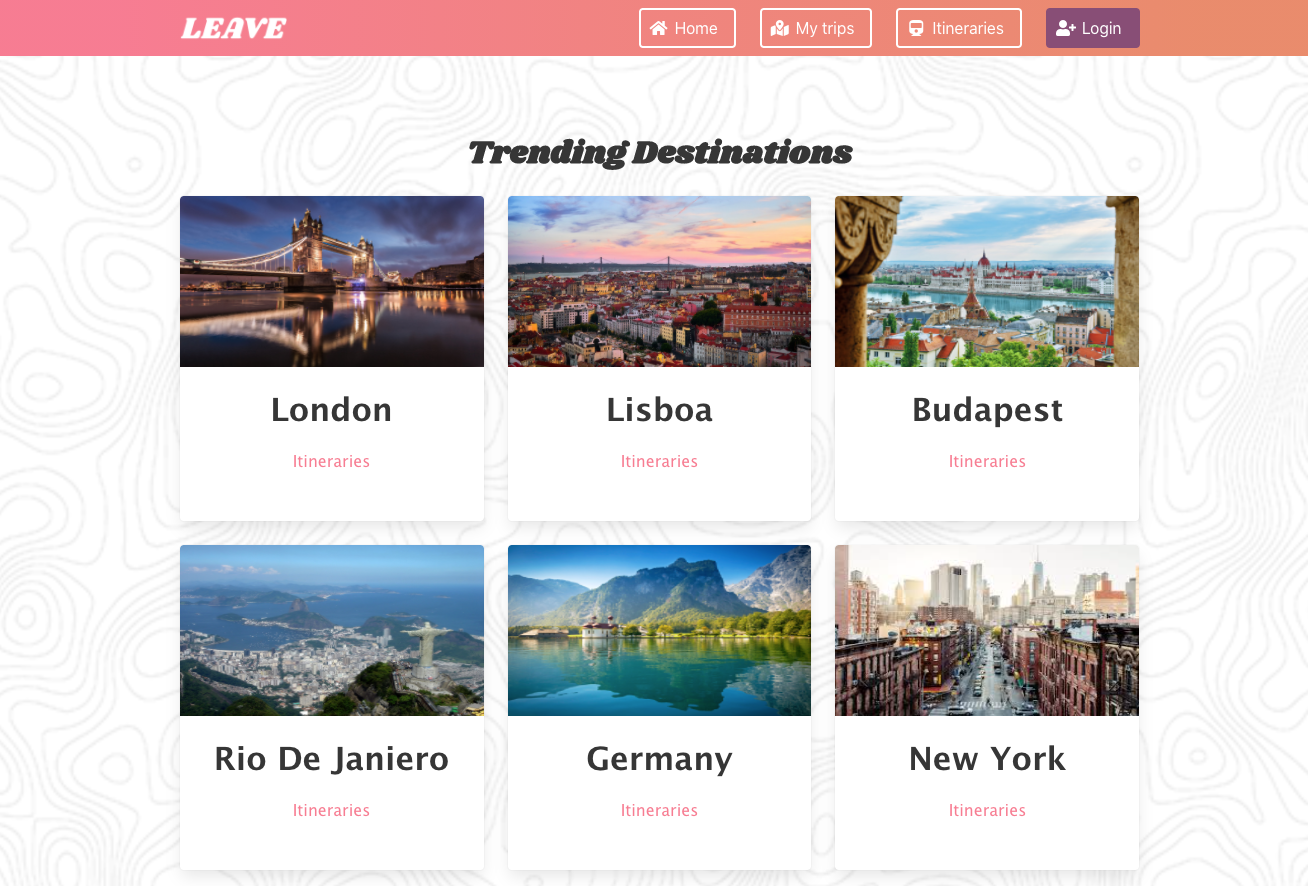 LEAVE
Home
My trips
Itineraries
Login
Trending Destinations
London
Lisboa
Budapest
Itineraries
Itineraries
Itineraries
Rio De Janiero
Germany
New York
Itineraries
Itineraries
Itineraries